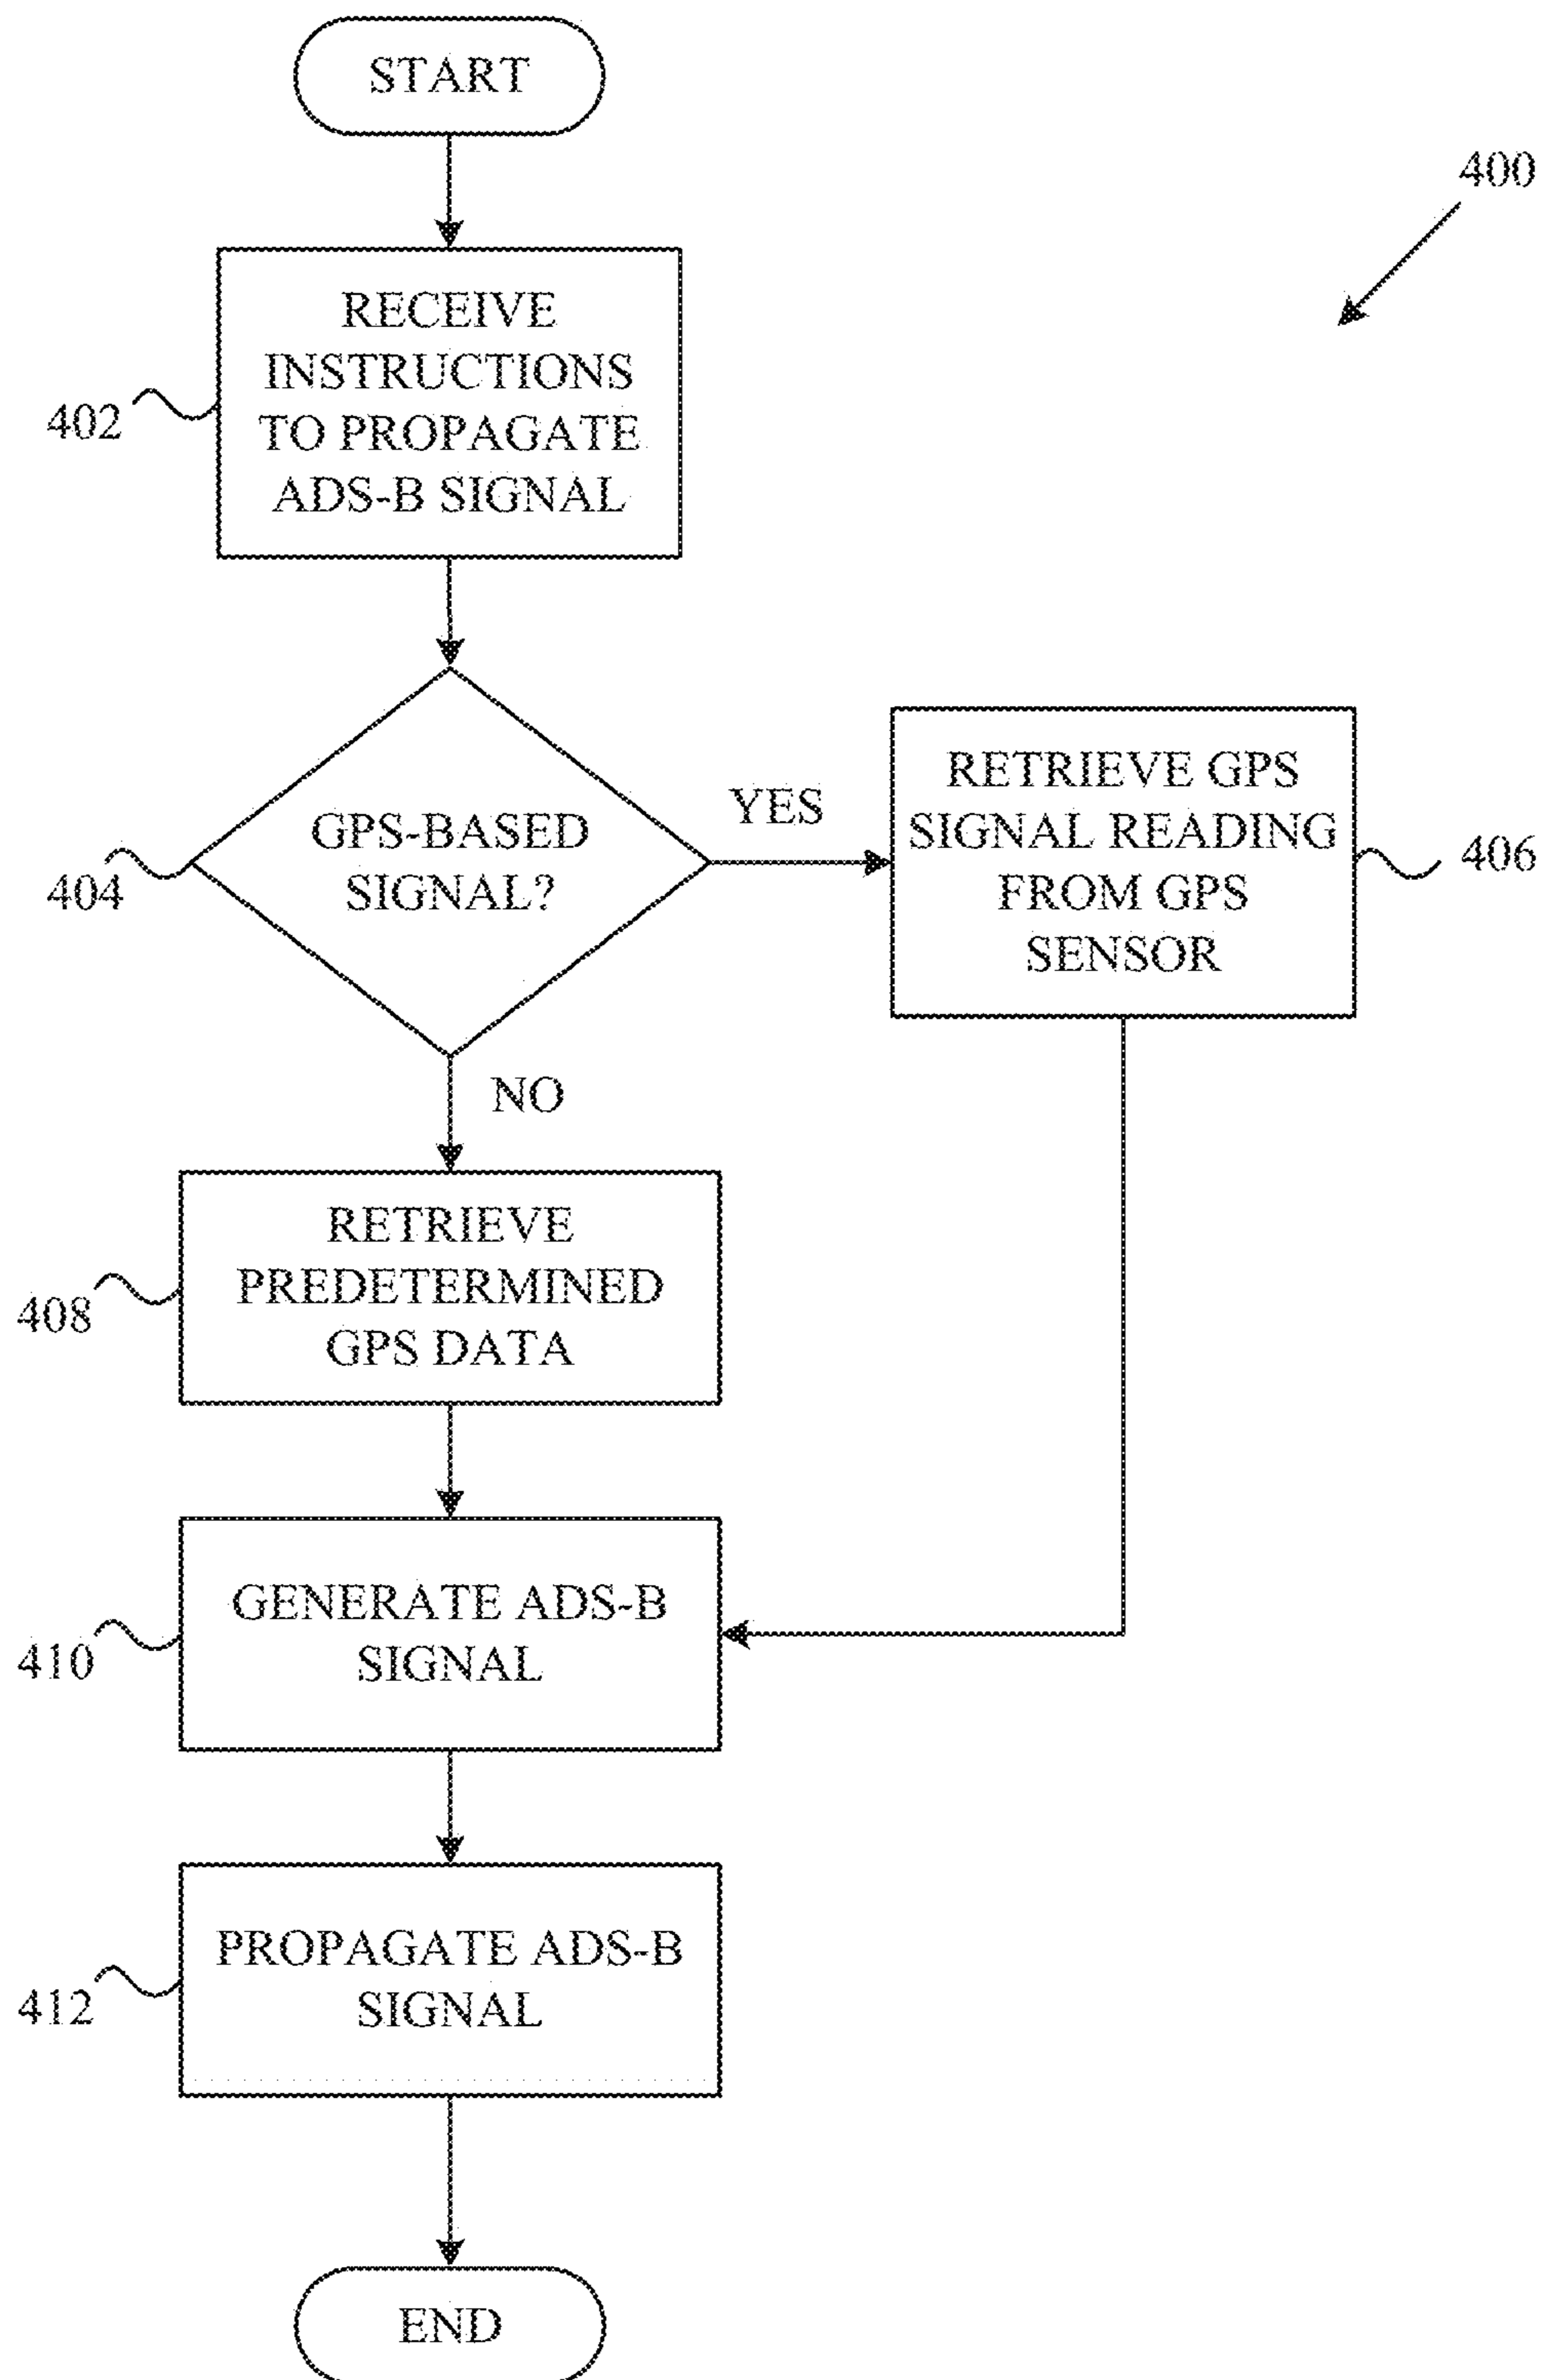 START
400
RECEIVE
INSTRUCTIONS
TO PROPAGATE
ADS-B SIGNAL
402
GPS-BASED
SIGNAL?
404
YES
RETRIEVE GPS
SIGNAL READING
FROM GPS
SENSOR
406
NO
RETRIEVE
PREDETERMINED
GPS DATA
408
GENERATE ADS-B
SIGNAL
410
PROPAGATE ADS-B
SIGNAL
412
END